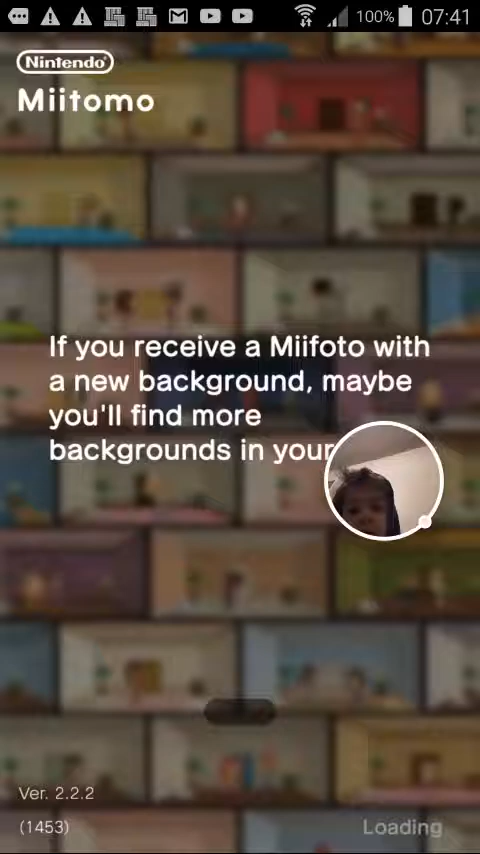 100% 07:41
Nintendo
Miitomo
If you receive a Miifoto with
a new background, maybe
you'll find more
backgrounds in your
Ver. 2.2.2
(1453)
Loading